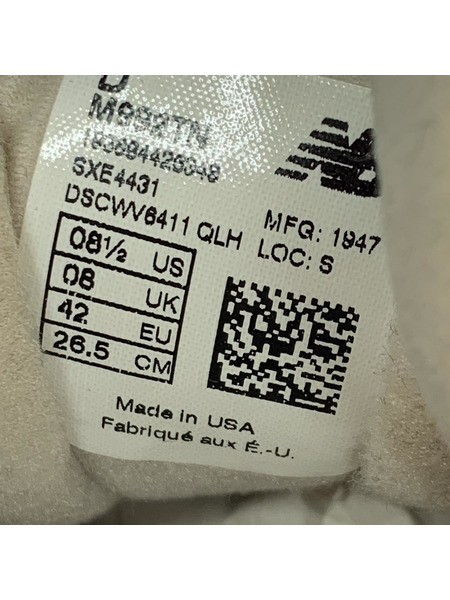 D
M992TN
SXE4431
DSCWV6411 QLH
MFG: 1947
LOC: S
08½ US
08 UK
42 EU
26.5 CM
Made in USA
Fabriqué aux É.-U.